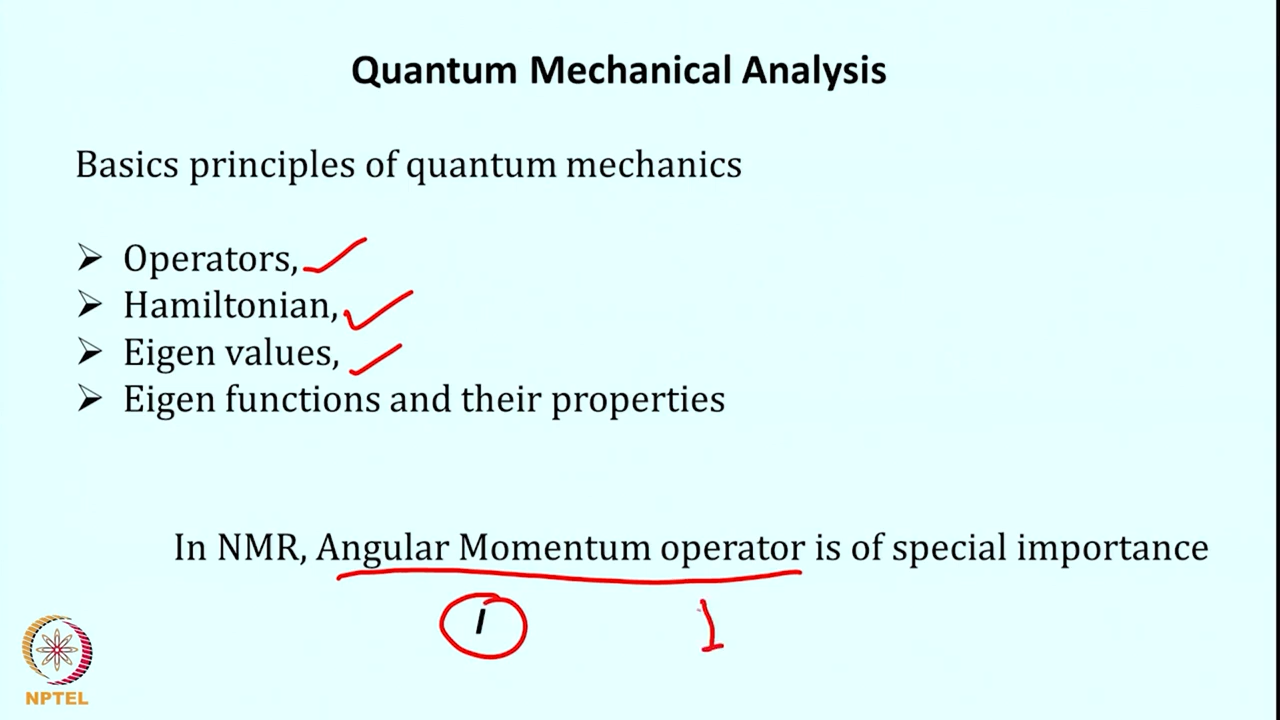 Quantum Mechanical Analysis
Basics principles of quantum mechanics
➢ Operators,
➢ Hamiltonian,
➢ Eigen values,
➢ Eigen functions and their properties
In NMR, Angular Momentum operator is of special importance
I I
NPTEL